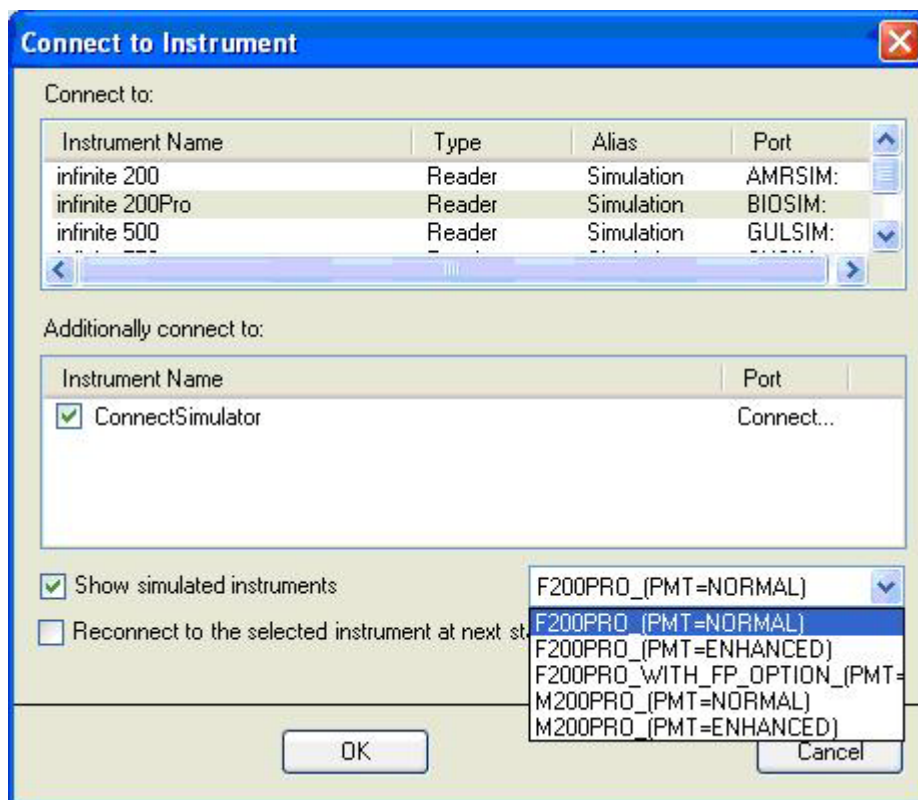 Connect to Instrument
Connect to:
Instrument Name Type Alias Port
infinite 200 Reader Simulation AMRSIM:
infinite 200Pro Reader Simulation BIOSIM:
infinite 500 Reader Simulation GULSIM:
Additionally connect to:
Instrument Name Port
ConnectSimulator Connect...
Show simulated instruments F200PRO_(PMT=NORMAL)
Reconnect to the selected instrument at next F200PRO_(PMT=NORMAL)
F200PRO_(PMT=ENHANCED)
F200PRO_WITH_FP_OPTION_(PMT=
M200PRO_(PMT=NORMAL)
M200PRO_(PMT=ENHANCED)
OK Cancel